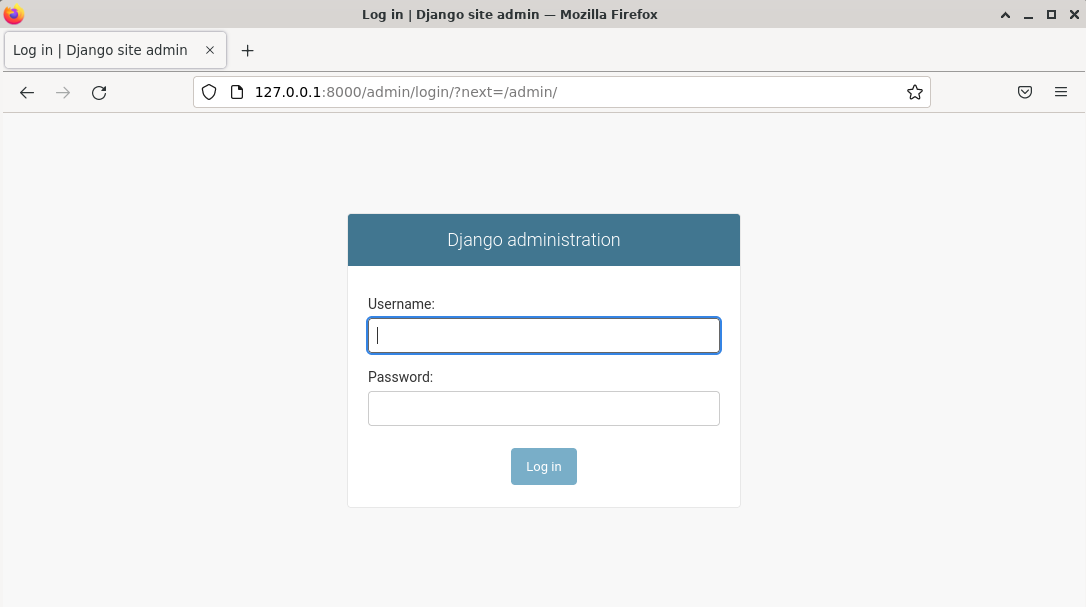 Log in | Django site admin — Mozilla Firefox
Log in | Django site admin
127.0.0.1:8000/admin/login/?next=/admin/
Django administration
Username:
Password:
Log in